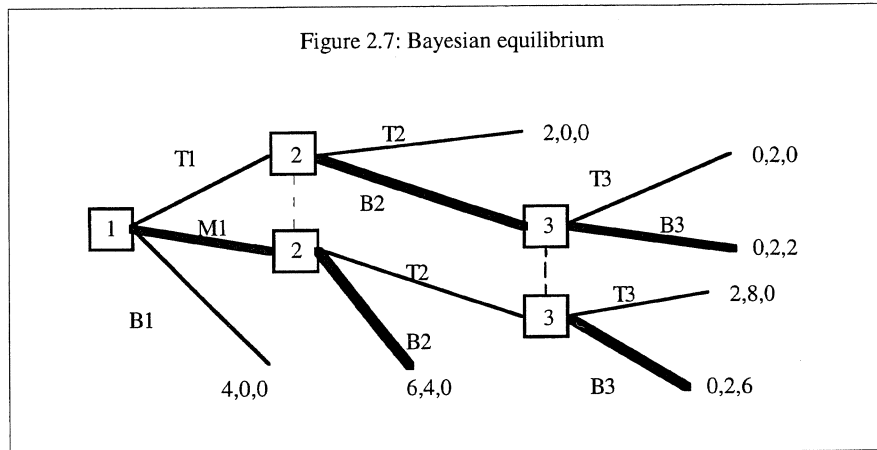 Figure 2.7: Bayesian equilibrium
T2
2,0,0
T1
2
0,2,0
T3
B2
B3
1
M1
3
0,2,2
2
T2
T3
2,8,0
B1
3
B2
4,0,0
6,4,0
B3
0,2,6